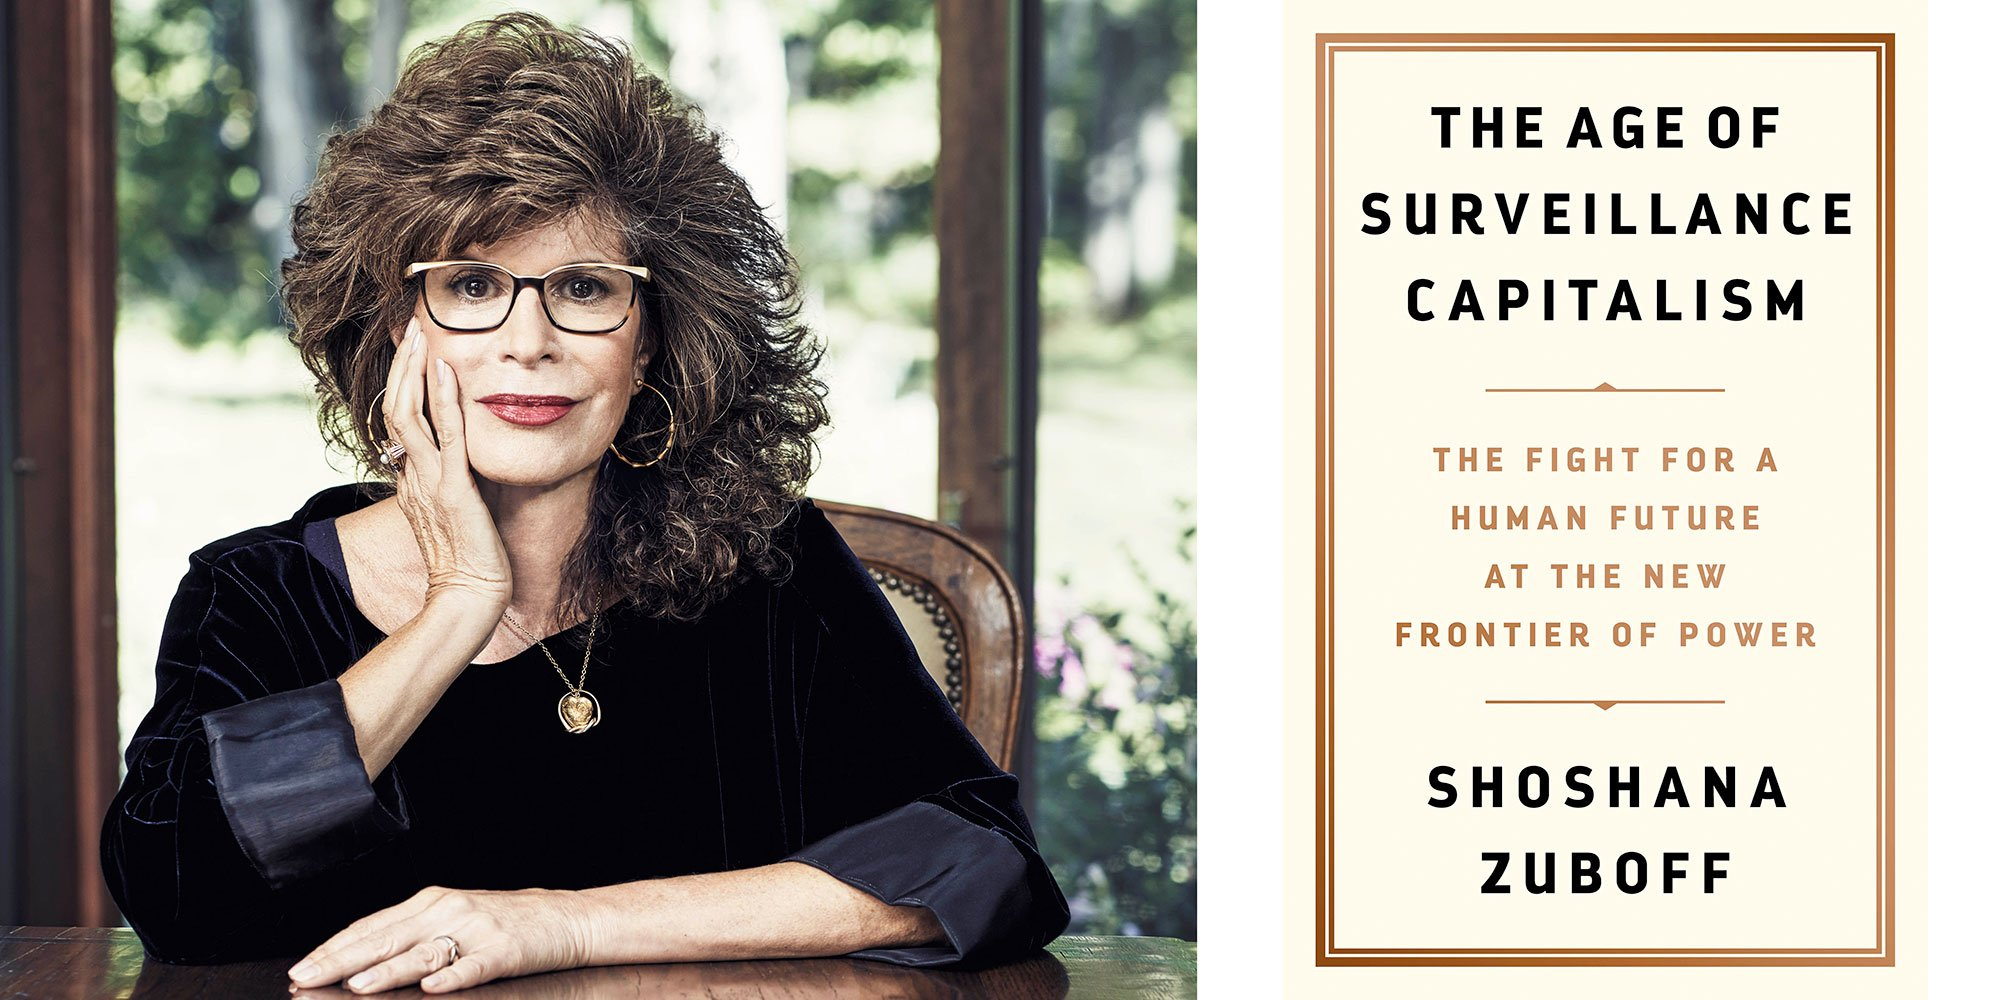 THE AGE OF
SURVEILLANCE
CAPITALISM
THE FIGHT FOR A
HUMAN FUTURE
AT THE NEW
FRONTIER OF POWER
SHOSHANA
ZUBOFF